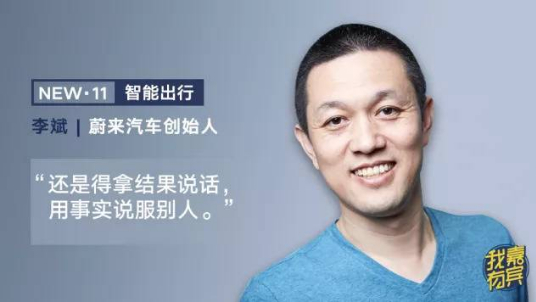 NEW·11 智能出行
李斌 | 蔚来汽车创始人
“还是得拿结果说话，
用事实说服别人。”
我有嘉宾